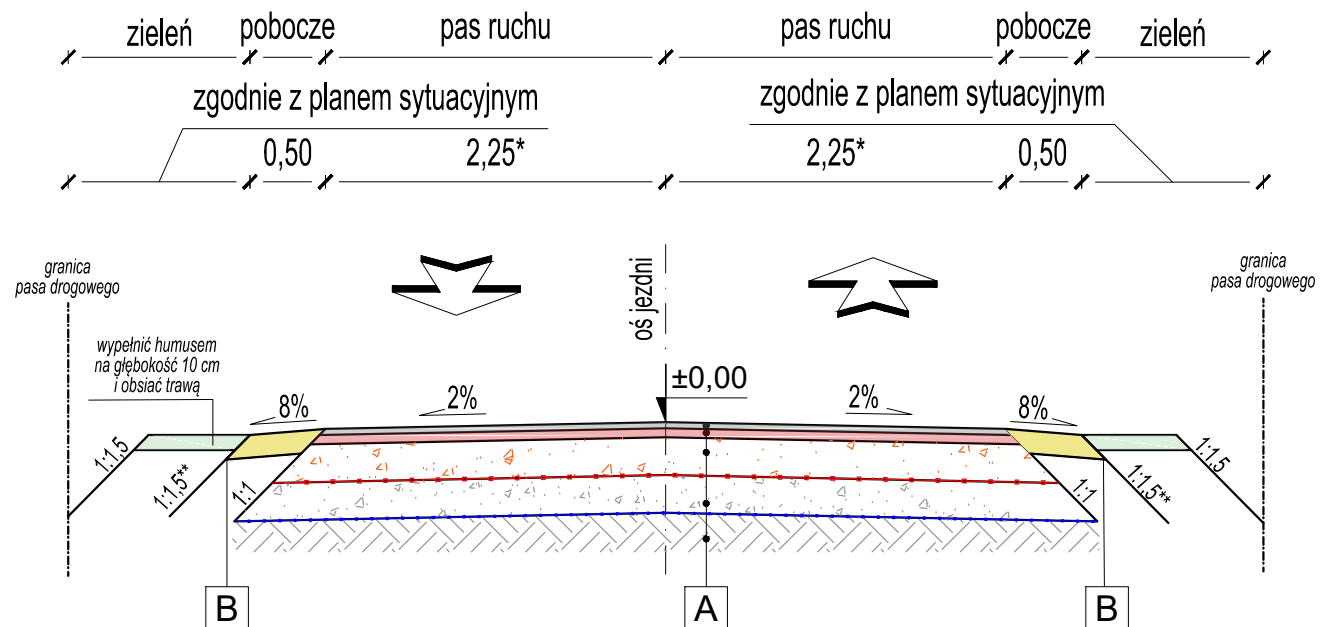 zieleń pobocze pas ruchu pas ruchu pobocze zieleń
zgodnie z planem sytuacyjnym zgodnie z planem sytuacyjnym
0,50 2,25* 2,25* 0,50
granica
pasa drogowego
oś jezdni
granica
pasa drogowego
wypełnić humusem
na głębokość 10 cm
i obsiać trawą
±0,00
8% 2% 2% 8%
1:1,5 1:1,5** 1:1 1:1 1:1,5** 1:1,5
B A B